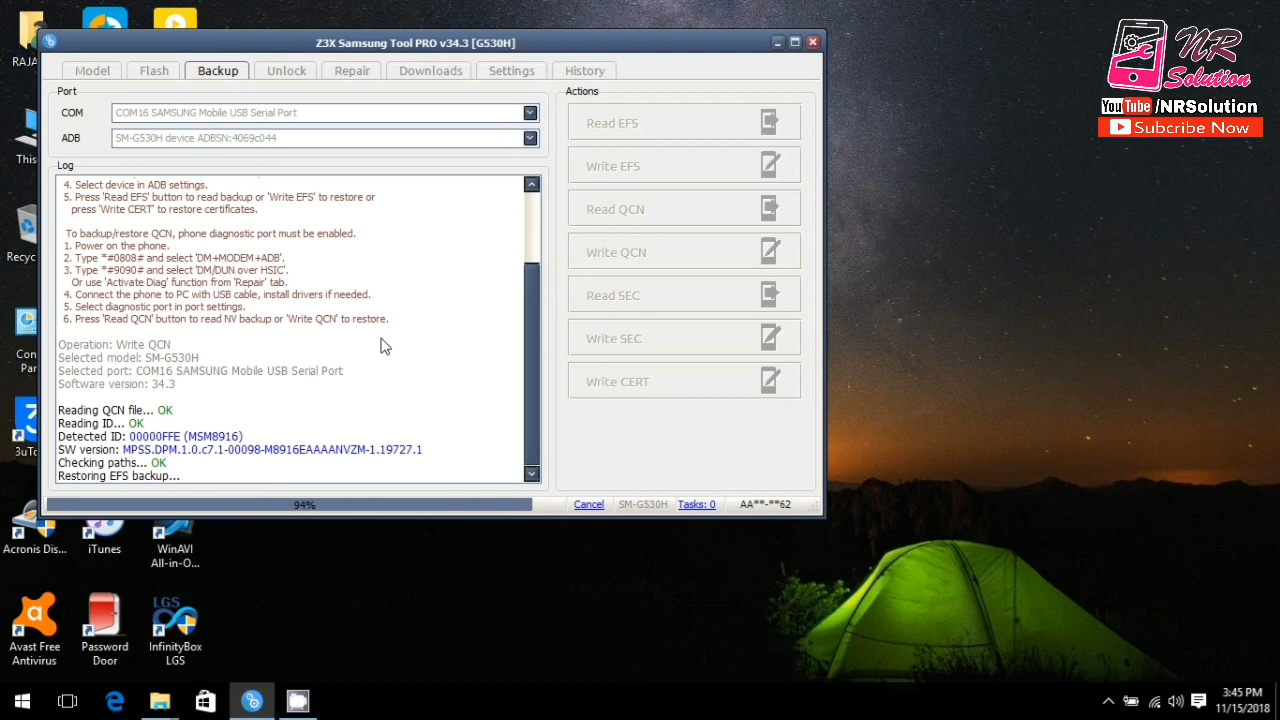 Z3X Samsung Tool PRO v34.3 [G530H]
Model Flash Backup Unlock Repair Downloads Settings History
Port
COM COM16 SAMSUNG Mobile USB Serial Port
ADB SM-G530H device ADBSN:4069c044
Log
4. Select device in ADB settings.
5. Press 'Read EFS' button to read backup or 'Write EFS' to restore or
press 'Write CERT' to restore certificates.
To backup/restore QCN, phone diagnostic port must be enabled.
1. Power on the phone.
2. Type *#0808# and select 'DM+MODEM+ADB'.
3. Type *#9090# and select 'DM/DUN over HSIC'.
Or use 'Activate Diag' function from 'Repair' tab.
4. Connect the phone to PC with USB cable, install drivers if needed.
5. Select diagnostic port in port settings.
6. Press 'Read QCN' button to read NV backup or 'Write QCN' to restore.
Operation: Write QCN
Selected model: SM-G530H
Selected port: COM16 SAMSUNG Mobile USB Serial Port
Software version: 34.3
Reading QCN file... OK
Reading ID... OK
Detected ID: 00000FFE (MSM8916)
SW version: MPSS.DPM.1.0.c7.1-00098-M8916EAAAANVZM-1.19727.1
Checking paths... OK
Restoring EFS backup...
Actions
Read EFS
Write EFS
Read QCN
Write QCN
Read SEC
Write SEC
Write CERT
94% Cancel SM-G530H Tasks: 0 AA**-**62
NR
Solution
YouTube /NRSolution
Subcribe Now
RAJA
This
Recyc
Con
Par
3uTo
Acronis Dis...
iTunes
WinAVI
All-in-O...
Avast Free
Antivirus
Password
Door
LGS
InfinityBox
LGS
3:45 PM
11/15/2018